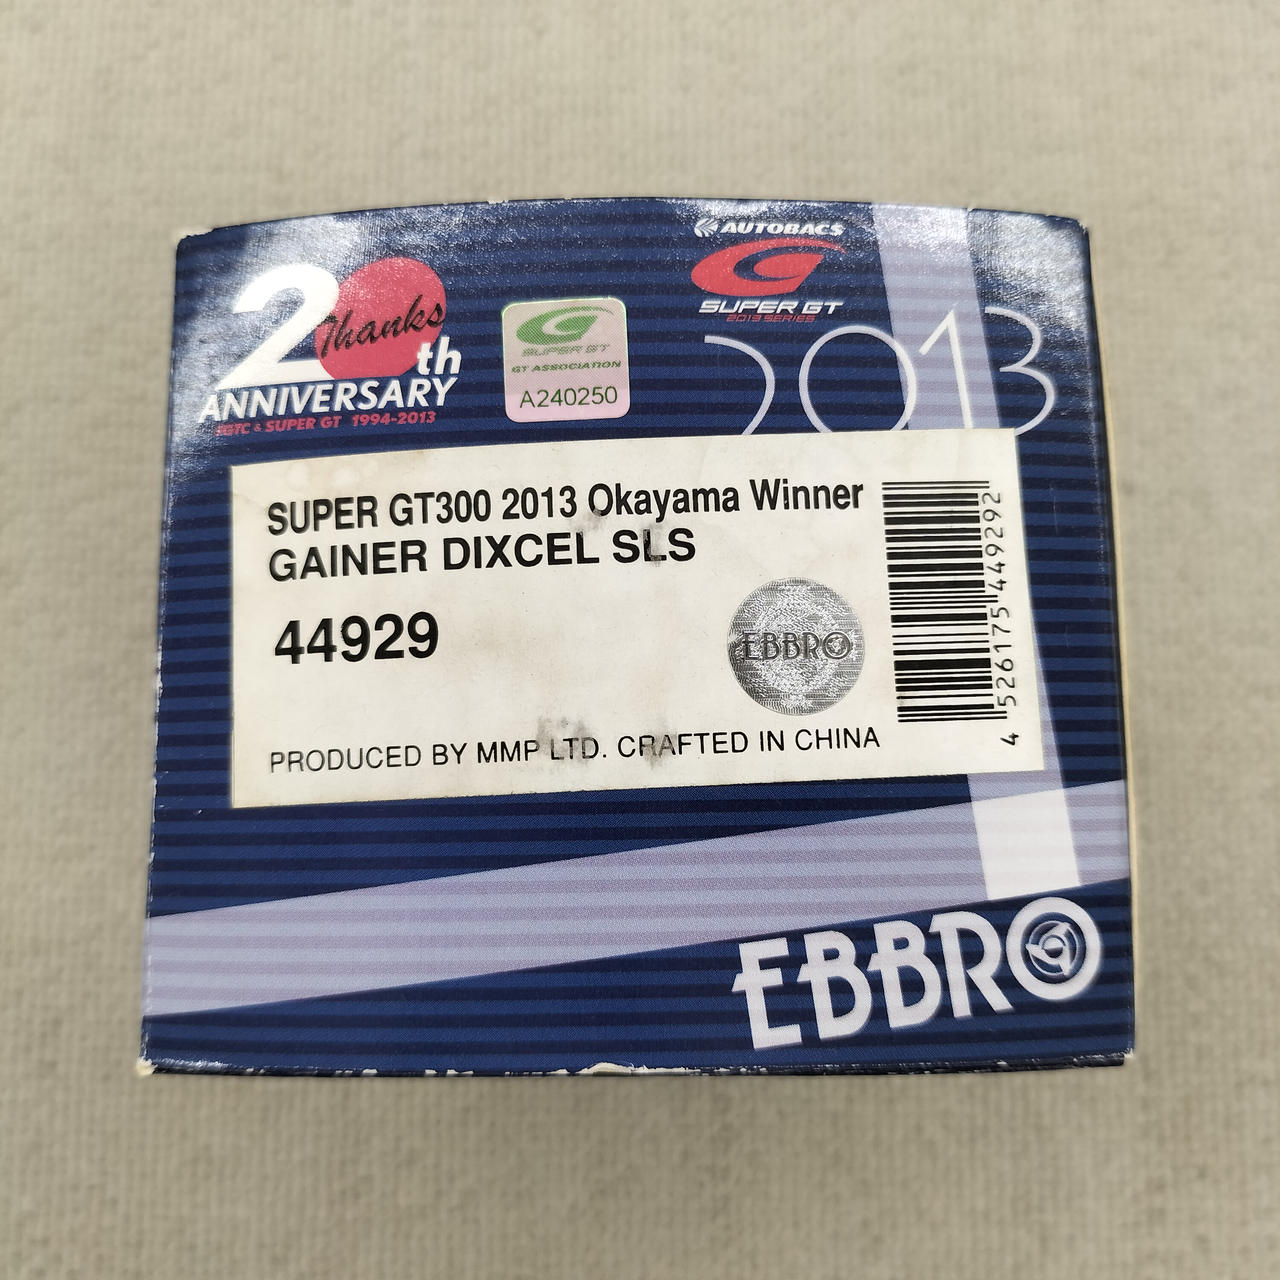 AUTOBACS
SUPER GT
2013 SERIES
20th
Thanks
ANNIVERSARY
JGTC & SUPER GT 1994-2013
SUPER GT
GT ASSOCIATION
A240250
2013
SUPER GT300 2013 Okayama Winner
GAINER DIXCEL SLS
44929
EBBRO
PRODUCED BY MMP LTD. CRAFTED IN CHINA
4 526175 449292
EBBRO